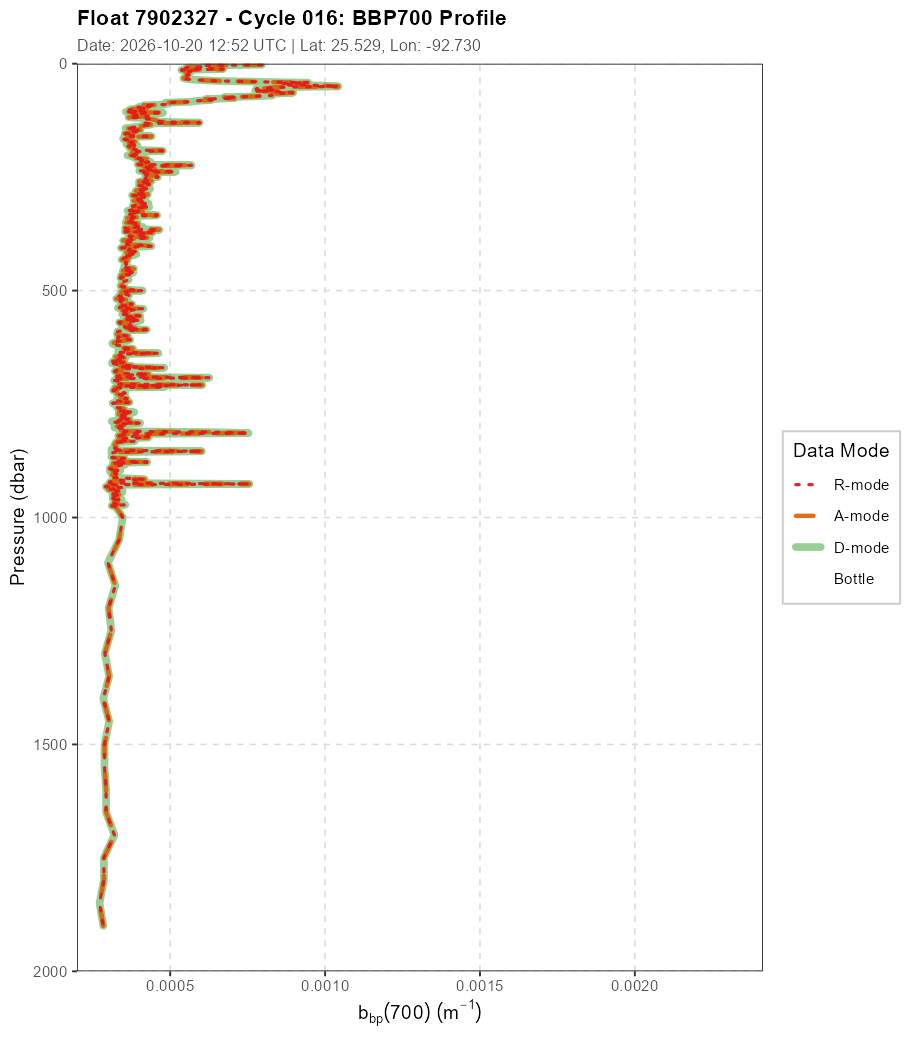 Float 7902327 - Cycle 016: BBP700 Profile
Date: 2026-10-20 12:52 UTC | Lat: 25.529, Lon: -92.730
0
500
1000
1500
2000
Pressure (dbar)
0.0005
0.0010
0.0015
0.0020
b_bp(700) (m⁻¹)
Data Mode
R-mode
A-mode
D-mode
Bottle